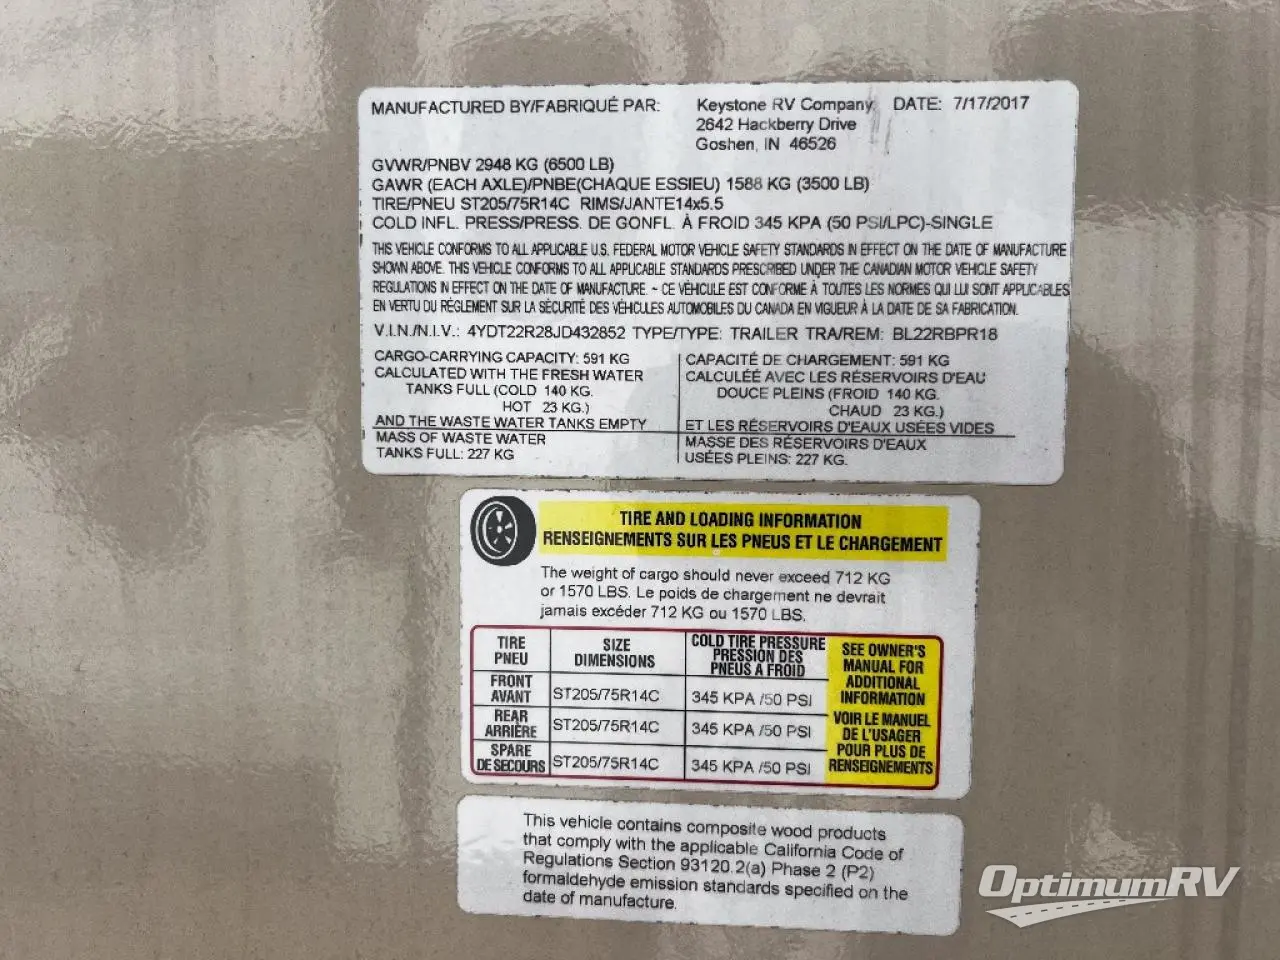 MANUFACTURED BY/FABRIQUÉ PAR: Keystone RV Company DATE: 7/17/2017
2642 Hackberry Drive
Goshen, IN 46526
GVWR/PNBV 2948 KG (6500 LB)
GAWR (EACH AXLE)/PNBE(CHAQUE ESSIEU) 1588 KG (3500 LB)
TIRE/PNEU ST205/75R14C RIMS/JANTE14x5.5
COLD INFL. PRESS/PRESS. DE GONFL. À FROID 345 KPA (50 PSI/LPC)-SINGLE
THIS VEHICLE CONFORMS TO ALL APPLICABLE U.S. FEDERAL MOTOR VEHICLE SAFETY STANDARDS IN EFFECT ON THE DATE OF MANUFACTURE
SHOWN ABOVE. THIS VEHICLE CONFORMS TO ALL APPLICABLE STANDARDS PRESCRIBED UNDER THE CANADIAN MOTOR VEHICLE SAFETY
REGULATIONS IN EFFECT ON THE DATE OF MANUFACTURE. ~ CE VÉHICULE EST CONFORME À TOUTES LES NORMES QUI LUI SONT APPLICABLES
EN VERTU DU RÉGLEMENT SUR LA SÉCURITÉ DES VÉHICULES AUTOMOBILES DU CANADA EN VIGUEUR À LA DATE DE SA FABRICATION.
V.I.N./N.I.V.: 4YDT22R28JD432852 TYPE/TYPE: TRAILER TRA/REM: BL22RBPR18
CARGO-CARRYING CAPACITY: 591 KG
CALCULATED WITH THE FRESH WATER
TANKS FULL (COLD 140 KG.
HOT 23 KG.)
AND THE WASTE WATER TANKS EMPTY
MASS OF WASTE WATER
TANKS FULL: 227 KG
CAPACITÉ DE CHARGEMENT: 591 KG
CALCULÉE AVEC LES RÉSERVOIRS D'EAU
DOUCE PLEINS (FROID 140 KG.
CHAUD 23 KG.)
ET LES RÉSERVOIRS D'EAUX USÉES VIDES
MASSE DES RÉSERVOIRS D'EAUX
USÉES PLEINS: 227 KG.
TIRE AND LOADING INFORMATION
RENSEIGNEMENTS SUR LES PNEUS ET LE CHARGEMENT
The weight of cargo should never exceed 712 KG
or 1570 LBS. Le poids de chargement ne devrait
jamais excéder 712 KG ou 1570 LBS.
TIRE
PNEU
SIZE
DIMENSIONS
COLD TIRE PRESSURE
PRESSION DES
PNEUS A FROID
FRONT
AVANT
ST205/75R14C
345 KPA /50 PSI
REAR
ARRIÈRE
ST205/75R14C
345 KPA /50 PSI
SPARE
DE SECOURS
ST205/75R14C
345 KPA /50 PSI
SEE OWNER'S
MANUAL FOR
ADDITIONAL
INFORMATION
VOIR LE MANUEL
DE L'USAGER
POUR PLUS DE
RENSEIGNEMENTS
This vehicle contains composite wood products
that comply with the applicable California Code of
Regulations Section 93120.2(a) Phase 2 (P2)
formaldehyde emission standards specified on the
date of manufacture.
OptimumRV